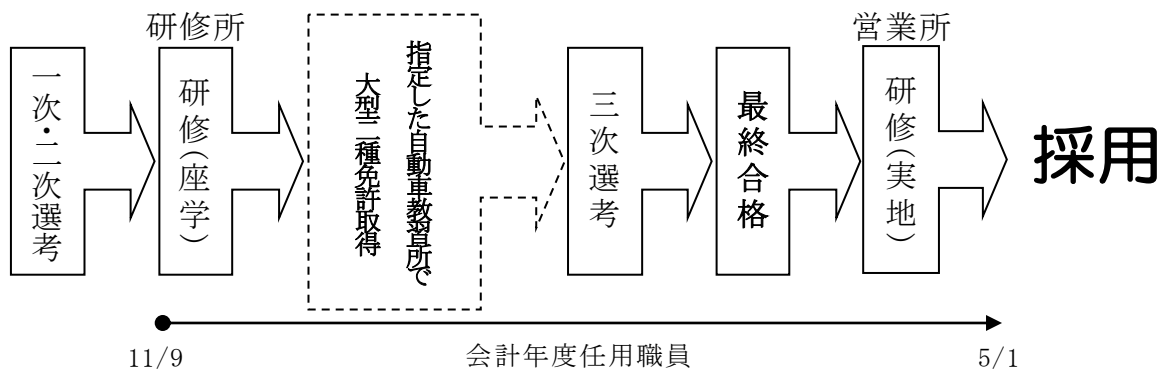 研修所
営業所
一次・二次選考
研修（座学）
指定した自動車教習所で
大型二種免許取得
三次選考
最終合格
研修（実地）
採用
11/9
会計年度任用職員
5/1